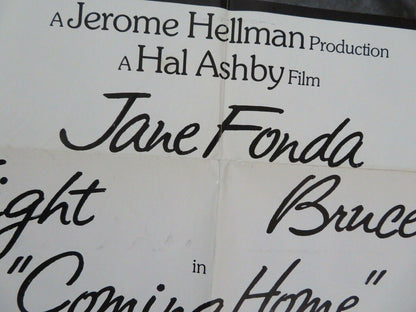 A Jerome Hellman Production
A Hal Ashby Film
Jane Fonda
ight Bruce
in
"Coming Home"